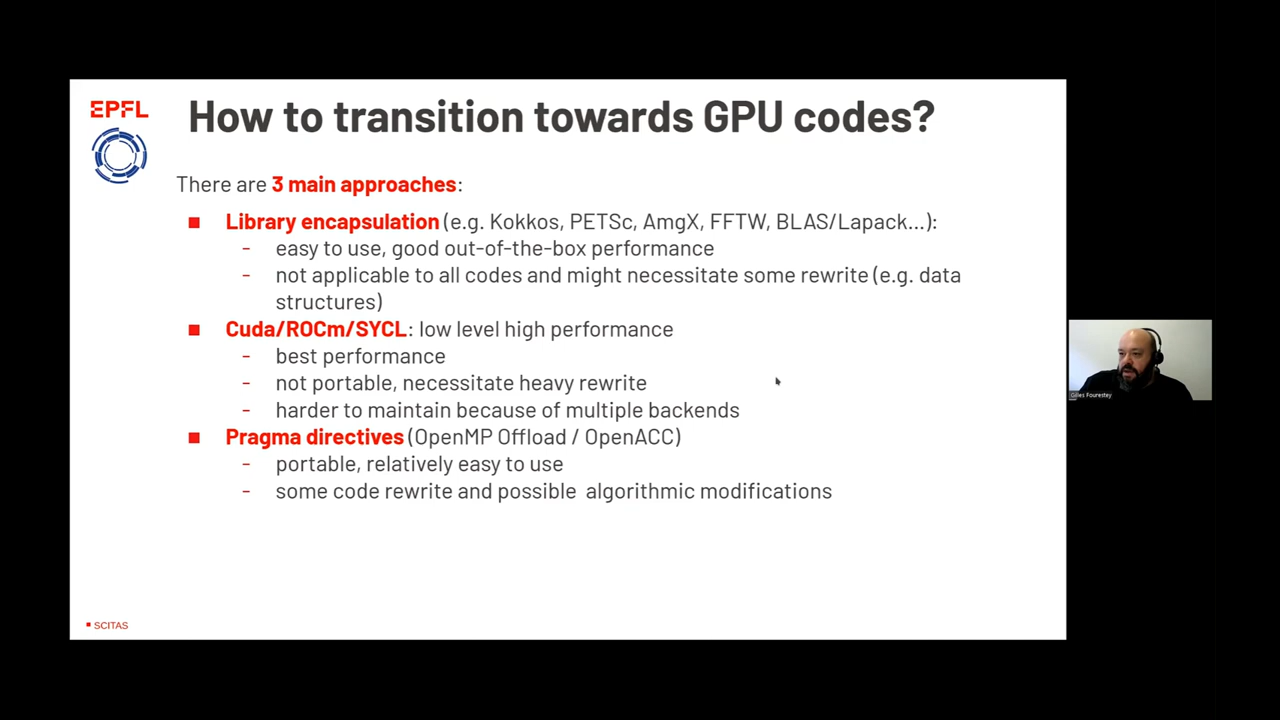 EPFL
How to transition towards GPU codes?
There are 3 main approaches:
■ Library encapsulation (e.g. Kokkos, PETSc, AmgX, FFTW, BLAS/Lapack...):
- easy to use, good out-of-the-box performance
- not applicable to all codes and might necessitate some rewrite (e.g. data
structures)
■ Cuda/ROCm/SYCL: low level high performance
- best performance
- not portable, necessitate heavy rewrite
- harder to maintain because of multiple backends
■ Pragma directives (OpenMP Offload / OpenACC)
- portable, relatively easy to use
- some code rewrite and possible algorithmic modifications
Gilles Fourestey
■ SCITAS